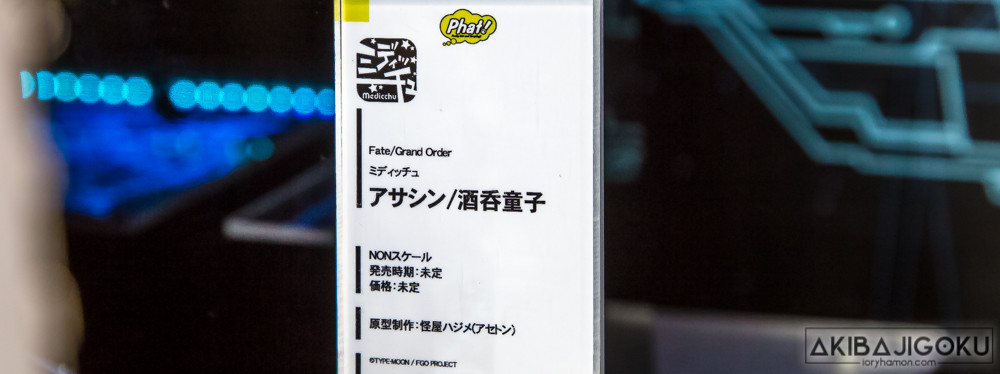 Phat!
ミディッチュ
Medicchu
Fate/Grand Order
ミディッチュ
アサシン/酒呑童子
NONスケール
発売時期:未定
価格:未定
原型制作:怪屋ハジメ(アセトン)
©TYPE-MOON / FGO PROJECT
AKIBAJIGOKU
ioryhamon.com